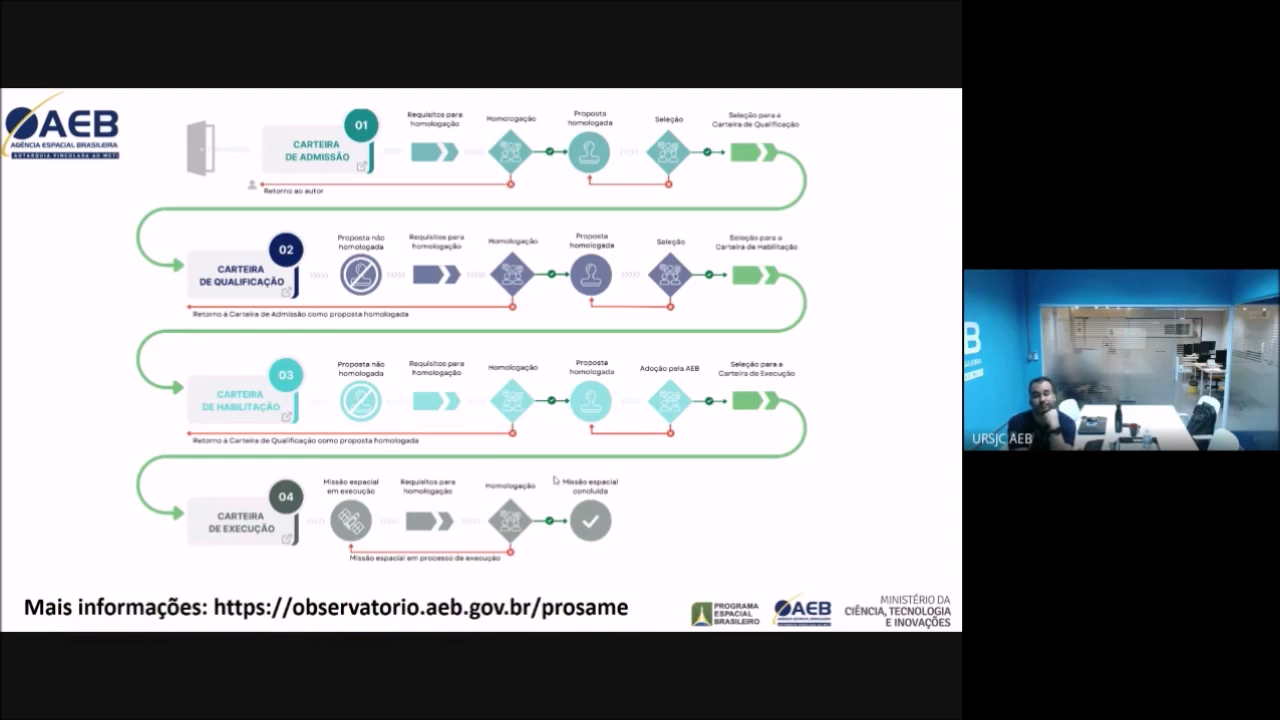 AEB
AGÊNCIA ESPACIAL BRASILEIRA
AUTARQUIA VINCULADA AO MCTI
01
CARTEIRA
DE ADMISSÃO
Requisitos para
homologação
Homologação
Proposta
homologada
Seleção
Seleção para a
Carteira de Qualificação
Retorno ao autor
02
CARTEIRA
DE QUALIFICAÇÃO
Proposta não
homologada
Requisitos para
homologação
Homologação
Proposta
homologada
Seleção
Seleção para a
Carteira de Habilitação
Retorno à Carteira de Admissão como proposta homologada
03
CARTEIRA
DE HABILITAÇÃO
Proposta não
homologada
Requisitos para
homologação
Homologação
Proposta
homologada
Adoção pela AEB
Seleção para a
Carteira de Execução
Retorno à Carteira de Qualificação como proposta homologada
04
CARTEIRA
DE EXECUÇÃO
Missão espacial
em execução
Requisitos para
homologação
Homologação
Missão espacial
concluída
Missão espacial em processo de execução
Mais informações: https://observatorio.aeb.gov.br/prosame
PROGRAMA
ESPACIAL
BRASILEIRO
AEB
AGÊNCIA ESPACIAL BRASILEIRA
MINISTÉRIO DA
CIÊNCIA, TECNOLOGIA
E INOVAÇÕES
B
URSJC AEB